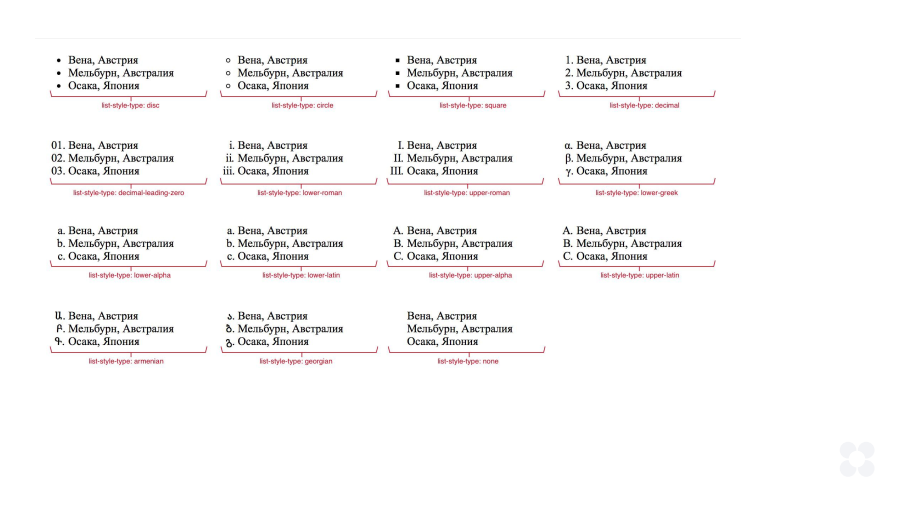 • Вена, Австрия
• Мельбурн, Австралия
• Осака, Япония
list-style-type: disc
○ Вена, Австрия
○ Мельбурн, Австралия
○ Осака, Япония
list-style-type: circle
■ Вена, Австрия
■ Мельбурн, Австралия
■ Осака, Япония
list-style-type: square
1. Вена, Австрия
2. Мельбурн, Австралия
3. Осака, Япония
list-style-type: decimal
01. Вена, Австрия
02. Мельбурн, Австралия
03. Осака, Япония
list-style-type: decimal-leading-zero
i. Вена, Австрия
ii. Мельбурн, Австралия
iii. Осака, Япония
list-style-type: lower-roman
I. Вена, Австрия
II. Мельбурн, Австралия
III. Осака, Япония
list-style-type: upper-roman
α. Вена, Австрия
β. Мельбурн, Австралия
γ. Осака, Япония
list-style-type: lower-greek
a. Вена, Австрия
b. Мельбурн, Австралия
c. Осака, Япония
list-style-type: lower-alpha
a. Вена, Австрия
b. Мельбурн, Австралия
c. Осака, Япония
list-style-type: lower-latin
A. Вена, Австрия
B. Мельбурн, Австралия
C. Осака, Япония
list-style-type: upper-alpha
A. Вена, Австрия
B. Мельбурн, Австралия
C. Осака, Япония
list-style-type: upper-latin
Ա. Вена, Австрия
Բ. Мельбурн, Австралия
Գ. Осака, Япония
list-style-type: armenian
ა. Вена, Австрия
ბ. Мельбурн, Австралия
გ. Осака, Япония
list-style-type: georgian
Вена, Австрия
Мельбурн, Австралия
Осака, Япония
list-style-type: none